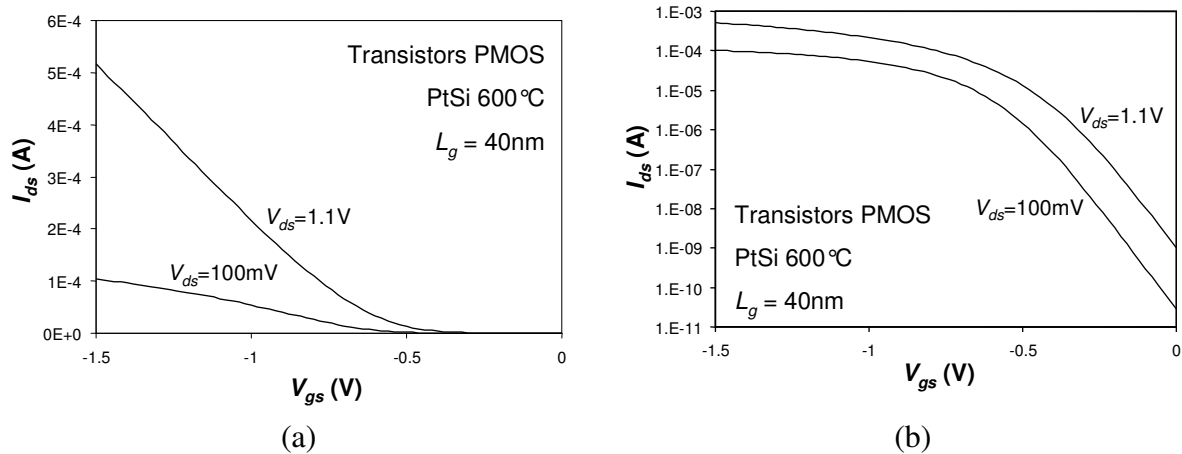 6E-4
5E-4
4E-4
3E-4
2E-4
1E-4
0E+0
-1.5
-1
-0.5
0
I_ds (A)
V_gs (V)
Transistors PMOS
PtSi 600°C
L_g = 40nm
V_ds=1.1V
V_ds=100mV
(a)
1.E-03
1.E-04
1.E-05
1.E-06
1.E-07
1.E-08
1.E-09
1.E-10
1.E-11
-1.5
-1
-0.5
0
I_ds (A)
V_gs (V)
V_ds=1.1V
V_ds=100mV
Transistors PMOS
PtSi 600°C
L_g = 40nm
(b)